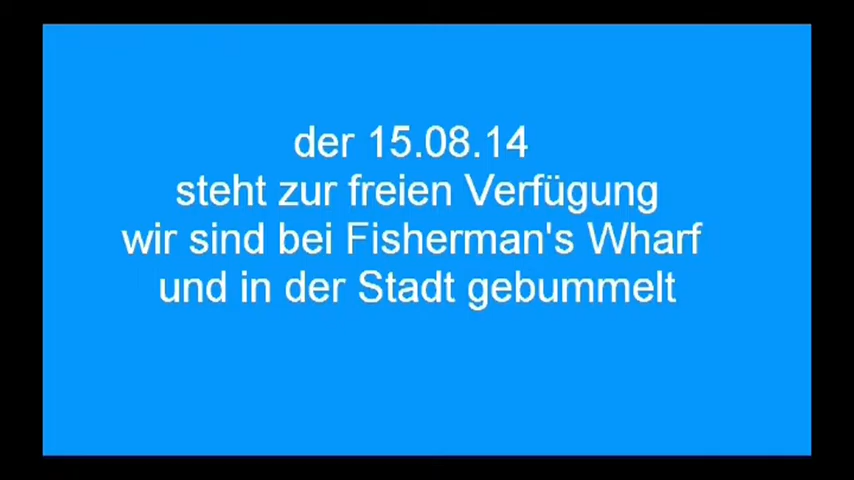 der 15.08.14
steht zur freien Verfügung
wir sind bei Fisherman's Wharf
und in der Stadt gebummelt